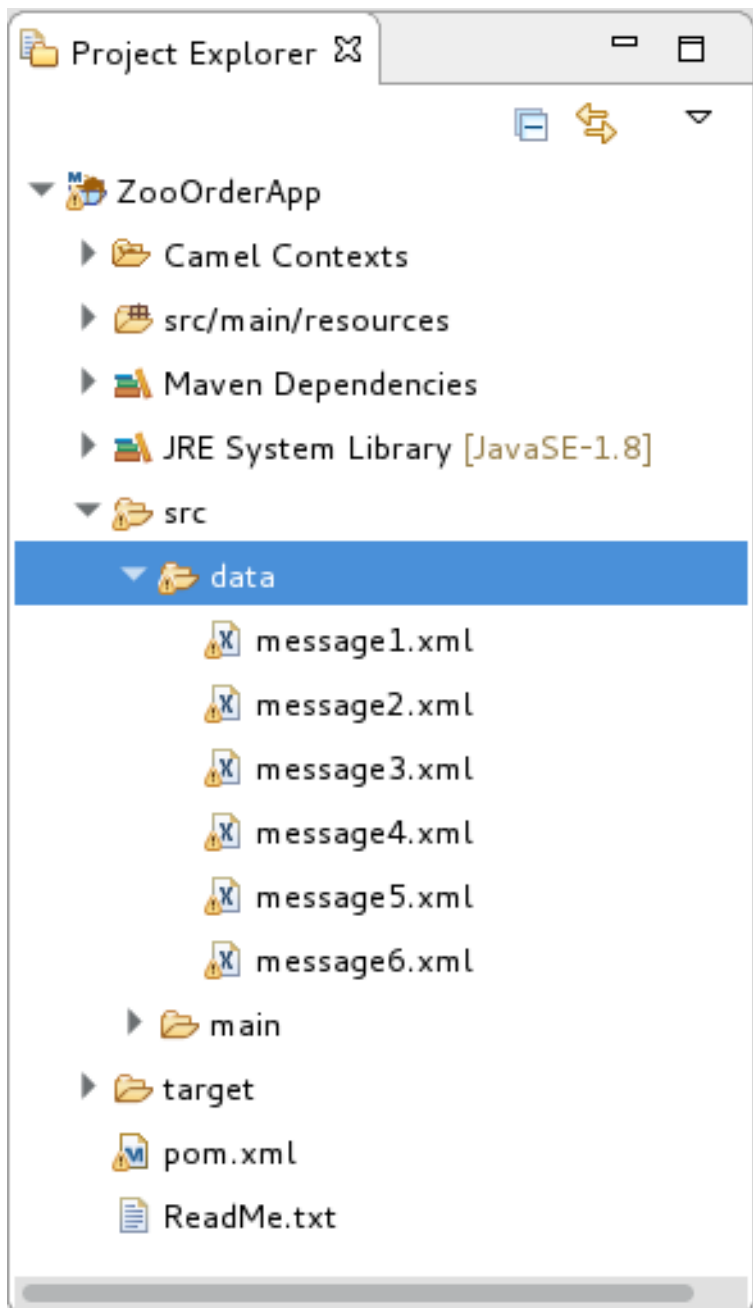 Project Explorer
ZooOrderApp
Camel Contexts
src/main/resources
Maven Dependencies
JRE System Library [JavaSE-1.8]
src
data
message1.xml
message2.xml
message3.xml
message4.xml
message5.xml
message6.xml
main
target
pom.xml
ReadMe.txt